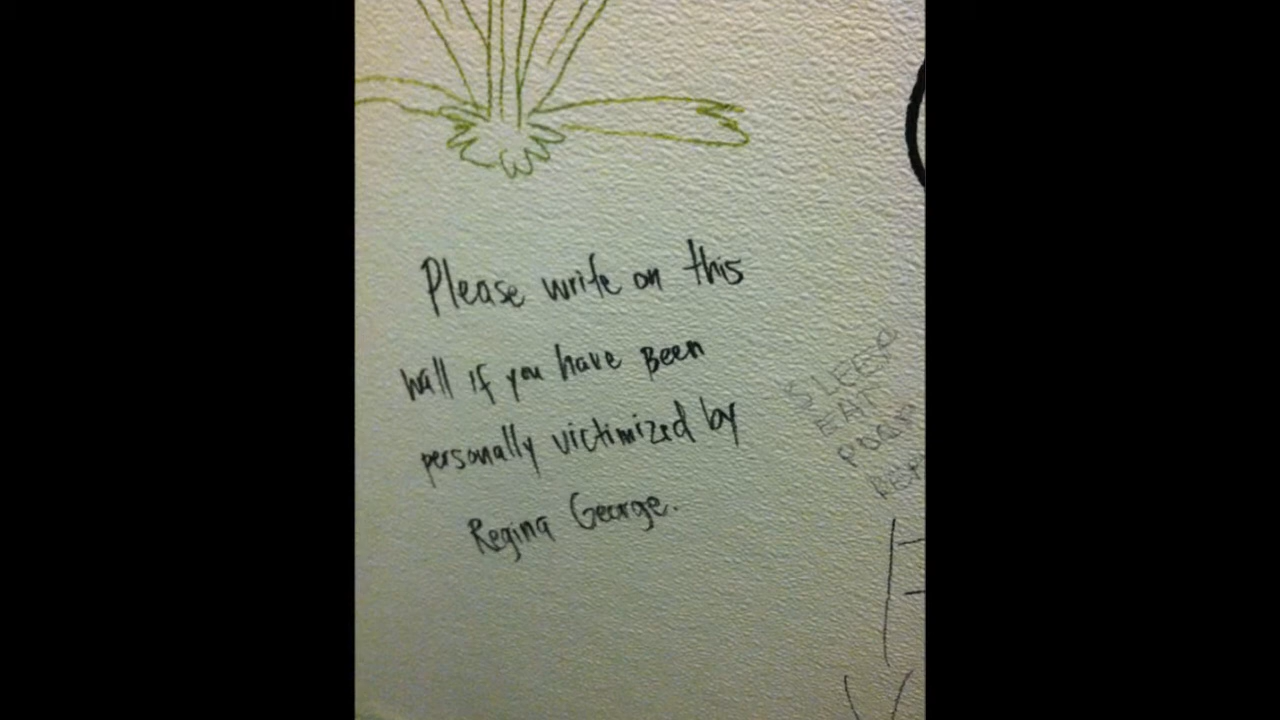 Please write on this
wall if you have Been
personally victimized by
Regina George.
SLEEP
EAT